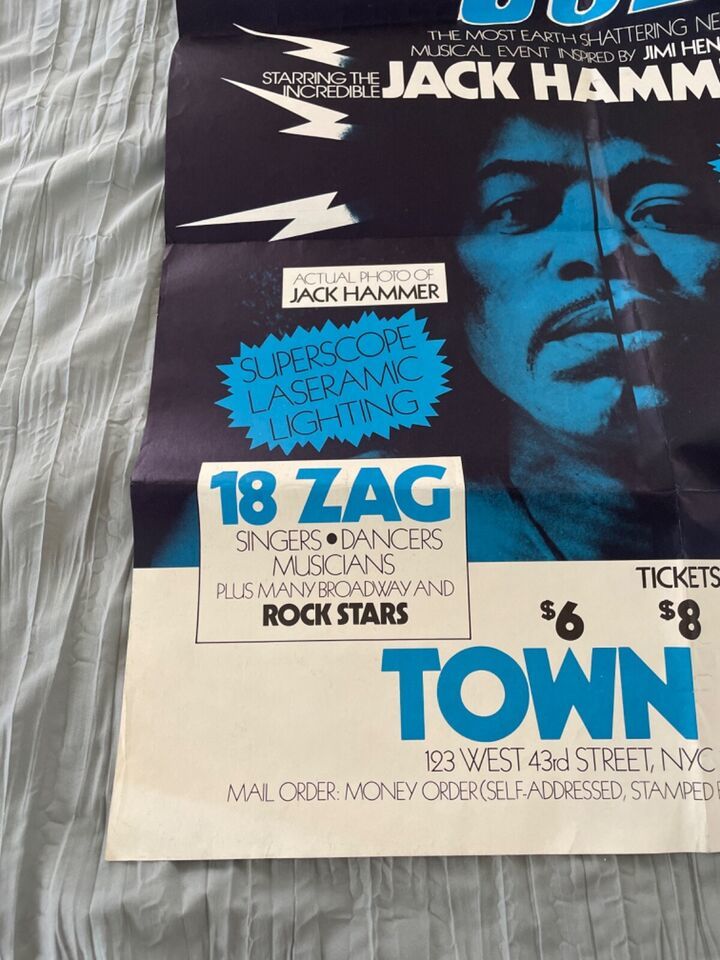 THE MOST EARTH SHATTERING NE
MUSICAL EVENT INSPIRED BY JIMI HEN
STARRING THE
INCREDIBLE JACK HAMM
ACTUAL PHOTO OF
JACK HAMMER
SUPERSCOPE
LASERAMIC
LIGHTING
18 ZAG
SINGERS • DANCERS
MUSICIANS
PLUS MANY BROADWAY AND
ROCK STARS
TICKETS
$6 $8
TOWN
123 WEST 43rd STREET, NYC
MAIL ORDER: MONEY ORDER (SELF-ADDRESSED, STAMPED